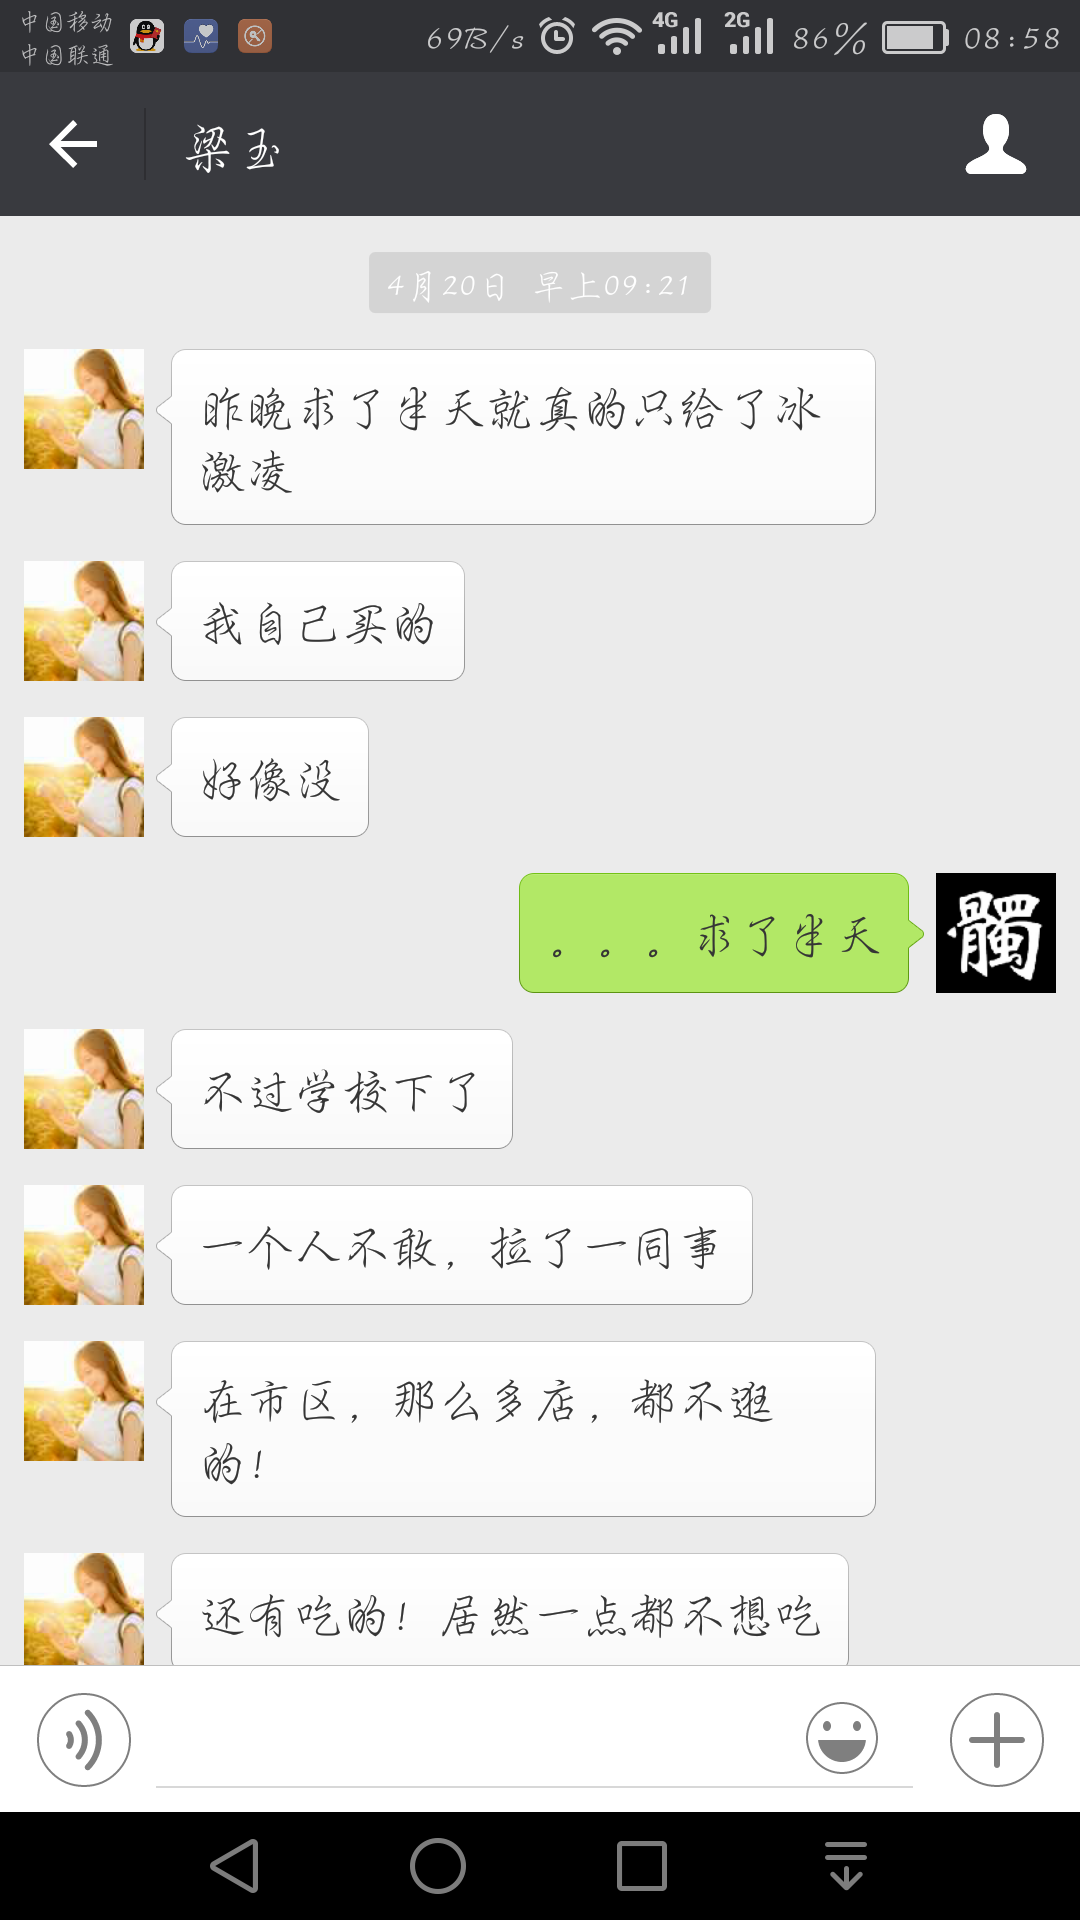 中国移动
中国联通
69B/s
4G
2G
86%
08:58
梁玉
4月20日 早上09:21
昨晚求了半天就真的只给了冰
激凌
我自己买的
好像没
。。。求了半天
髑
不过学校下了
一个人不敢，拉了一同事
在市区，那么多店，都不逛
的！
还有吃的！居然一点都不想吃